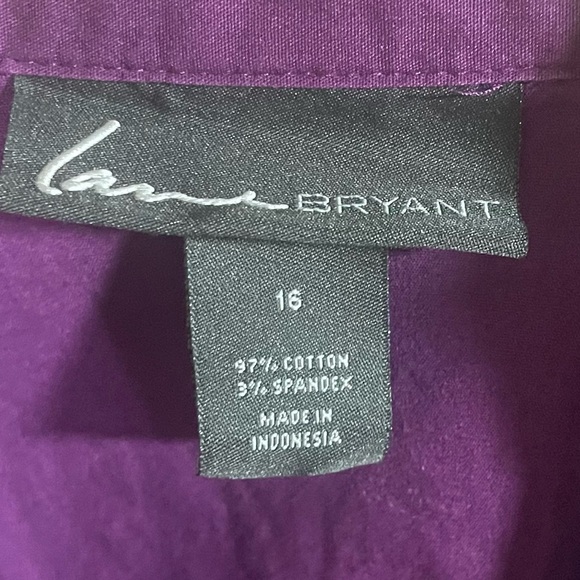 Lane BRYANT
16
97% COTTON
3% SPANDEX
MADE IN
INDONESIA